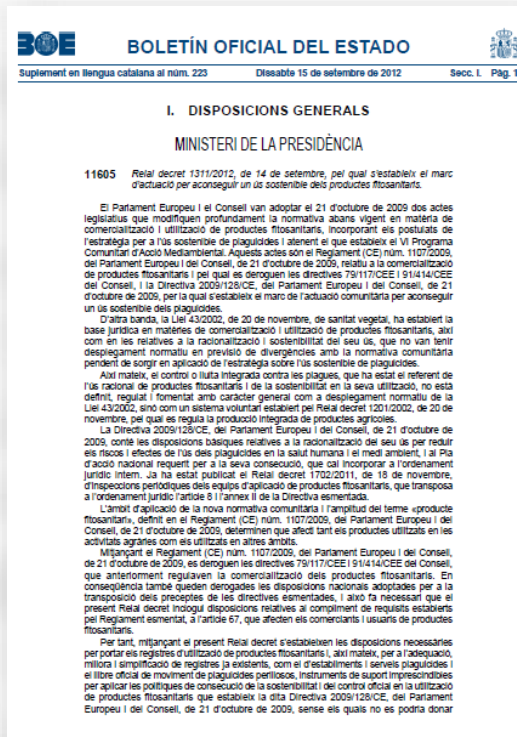 BOE
BOLETÍN OFICIAL DEL ESTADO
Suplement en llengua catalana al núm. 223 Dissabte 15 de setembre de 2012 Secc. I. Pàg. 1
I. DISPOSICIONS GENERALS
MINISTERI DE LA PRESIDÈNCIA
11605 Reial decret 1311/2012, de 14 de setembre, pel qual s'estableix el marc
d'actuació per aconseguir un ús sostenible dels productes fitosanitaris.
El Parlament Europeu i el Consell van adoptar el 21 d'octubre de 2009 dos actes
legislatius que modifiquen profundament la normativa abans vigent en matèria de
comercialització i utilització de productes fitosanitaris, incorporant els postulats de
l'estratègia per a l'ús sostenible de plaguicides i atenent el que estableix el VI Programa
Comunitari d'Acció Mediambiental. Aquests actes són el Reglament (CE) núm. 1107/2009,
del Parlament Europeu i del Consell, de 21 d'octubre de 2009, relatiu a la comercialització
de productes fitosanitaris i pel qual es deroguen les directives 79/117/CEE i 91/414/CEE
del Consell, i la Directiva 2009/128/CE, del Parlament Europeu i del Consell, de 21
d'octubre de 2009, per la qual s'estableix el marc de l'actuació comunitària per aconseguir
un ús sostenible dels plaguicides.
D'altra banda, la Llei 43/2002, de 20 de novembre, de sanitat vegetal, ha establert la
base jurídica en matèries de comercialització i utilització de productes fitosanitaris, així
com en les relatives a la racionalització i sostenibilitat del seu ús, que no van tenir
desplegament normatiu en previsió de divergències amb la normativa comunitària
pendent de sorgir en aplicació de l'estratègia sobre l'ús sostenible de plaguicides.
Així mateix, el control o lluita integrada contra les plagues, que ha estat el referent de
l'ús racional de productes fitosanitaris i de la sostenibilitat en la seva utilització, no està
definit, regulat i fomentat amb caràcter general com a desplegament normatiu de la
Llei 43/2002, sinó com un sistema voluntari establert pel Reial decret 1201/2002, de 20 de
novembre, pel qual es regula la producció integrada de productes agrícoles.
La Directiva 2009/128/CE, del Parlament Europeu i del Consell, de 21 d'octubre de
2009, conté les disposicions bàsiques relatives a la racionalització del seu ús per reduir
els riscos i efectes de l'ús dels plaguicides en la salut humana i el medi ambient, i al Pla
d'acció nacional requerit per a la seva consecució, que cal incorporar a l'ordenament
jurídic intern. Ja ha estat publicat el Reial decret 1702/2011, de 18 de novembre,
d'inspeccions periòdiques dels equips d'aplicació de productes fitosanitaris, que transposa
a l'ordenament jurídic l'article 8 i l'annex II de la Directiva esmentada.
L'àmbit d'aplicació de la nova normativa comunitària i l'amplitud del terme «producte
fitosanitari», definit en el Reglament (CE) núm. 1107/2009, del Parlament Europeu i del
Consell, de 21 d'octubre de 2009, determinen que afecti tant els productes utilitzats en les
activitats agràries com els utilitzats en altres àmbits.
Mitjançant el Reglament (CE) núm. 1107/2009, del Parlament Europeu i del Consell,
de 21 d'octubre de 2009, es deroguen les directives 79/117/CEE i 91/414/CEE del Consell,
que anteriorment regulaven la comercialització dels productes fitosanitaris. En
conseqüència també queden derogades les disposicions nacionals adoptades per a la
transposició dels preceptes de les directives esmentades, i això fa necessari que el
present Reial decret inclogui disposicions relatives al compliment de requisits establerts
pel Reglament esmentat, a l'article 67, que afecten els comerciants i usuaris de productes
fitosanitaris.
Per tant, mitjançant el present Reial decret s'estableixen les disposicions necessàries
per portar els registres d'utilització de productes fitosanitaris i, així mateix, per a l'adequació,
millora i simplificació de registres ja existents, com el d'establiments i serveis plaguicides i
el llibre oficial de moviment de plaguicides perillosos, instruments de suport imprescindibles
per aplicar les polítiques de consecució de la sostenibilitat i del control oficial en la utilització
de productes fitosanitaris que estableix la dita Directiva 2009/128/CE, del Parlament
Europeu i del Consell, de 21 d'octubre de 2009, sense els quals no es podria donar